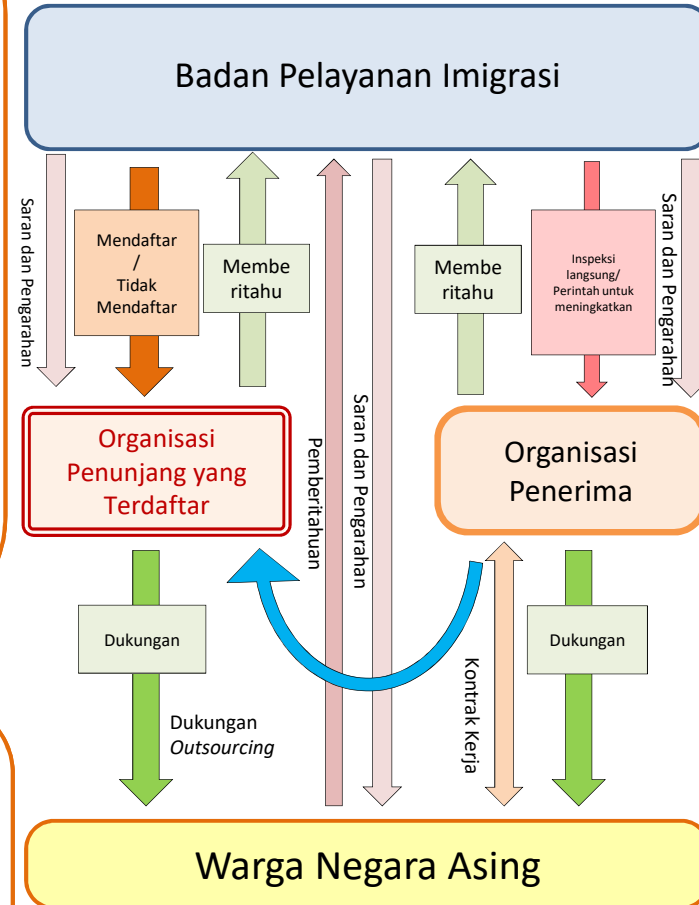 Badan Pelayanan Imigrasi
Saran dan Pengarahan
Mendaftar
/
Tidak
Mendaftar
Membe
ritahu
Membe
ritahu
Inspeksi
langsung/
Perintah untuk
meningkatkan
Saran dan Pengarahan
Organisasi
Penunjang yang
Terdaftar
Pemberitahuan
Saran dan Pengarahan
Organisasi
Penerima
Dukungan
Dukungan
Outsourcing
Kontrak Kerja
Dukungan
Warga Negara Asing